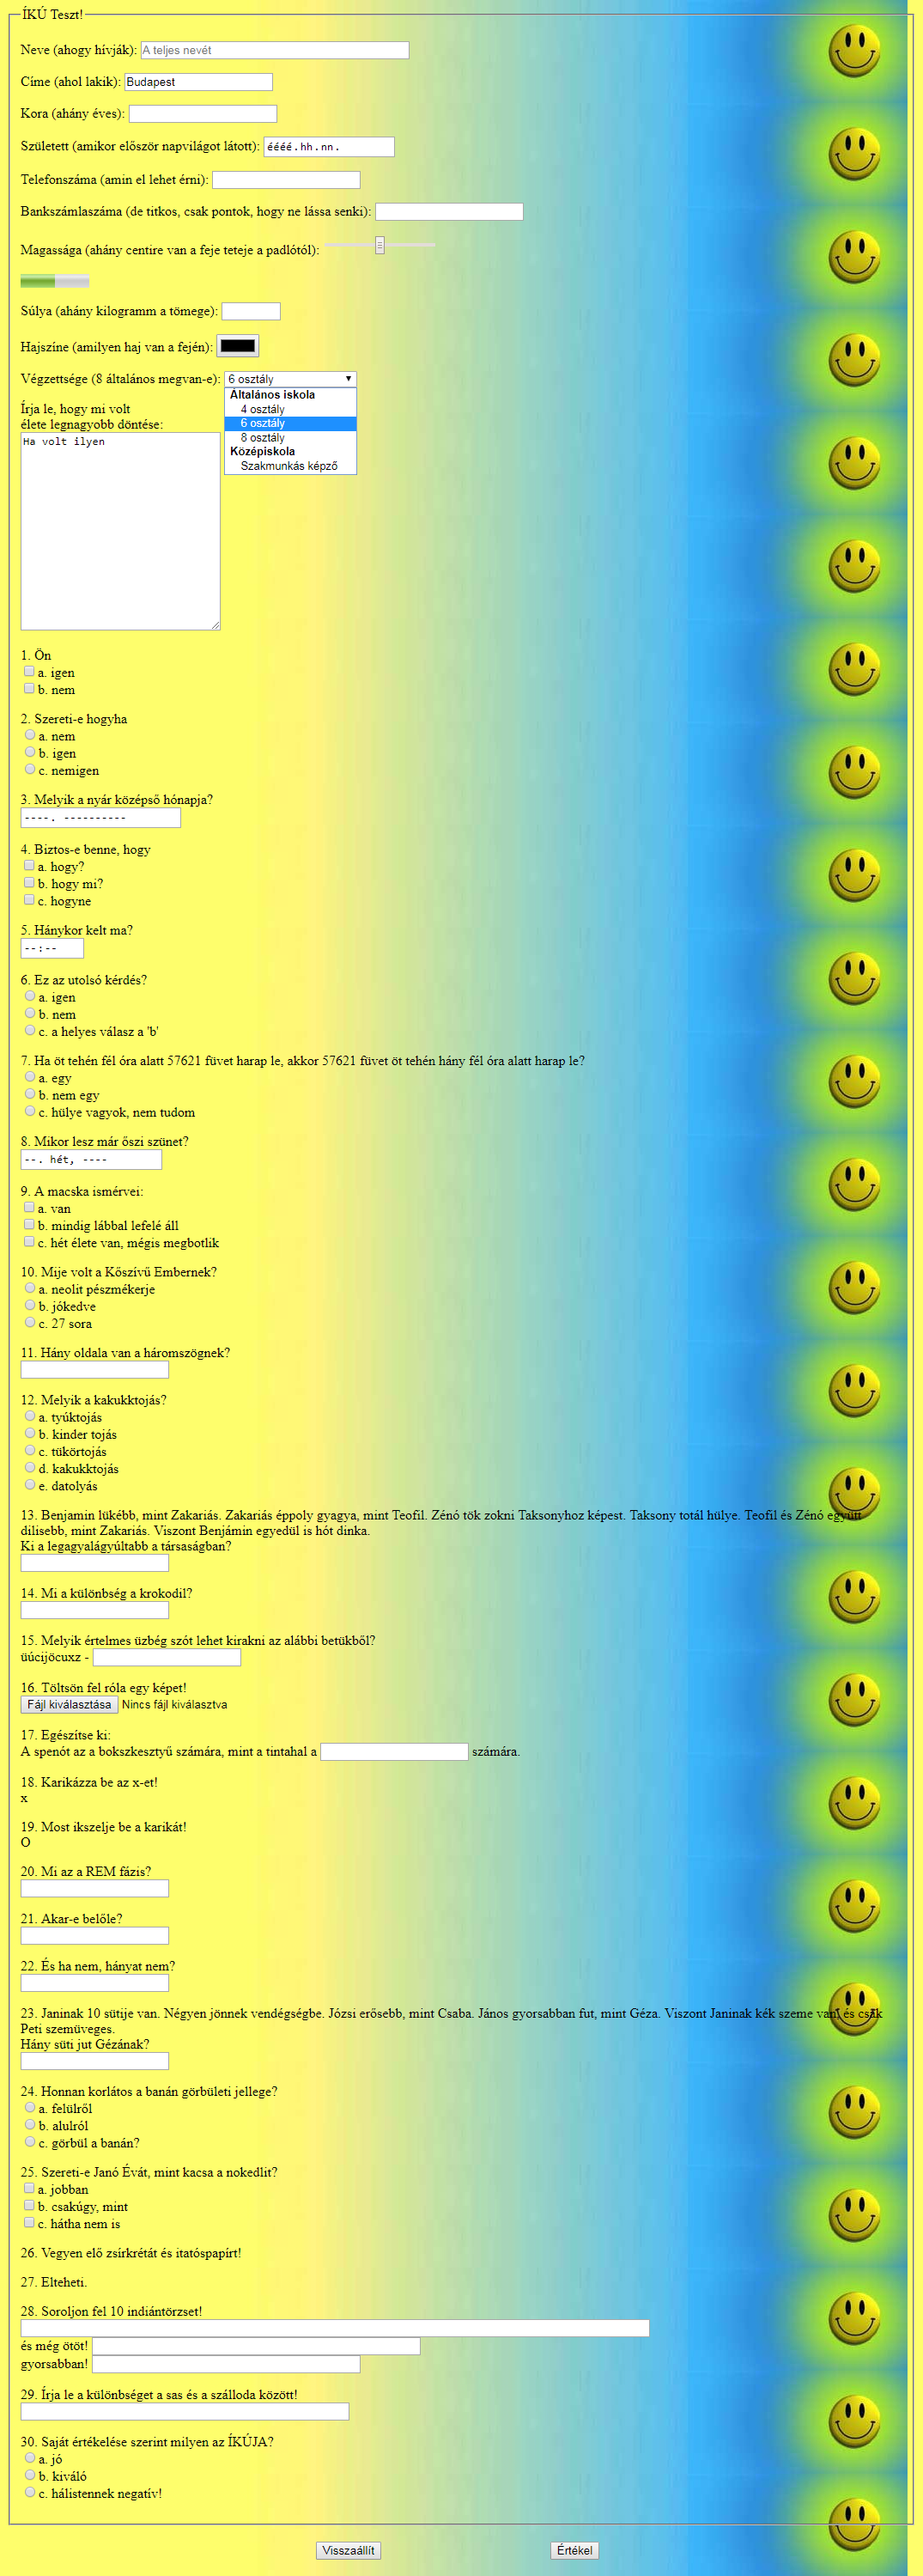 ÍKÚ Teszt!
Neve (ahogy hívják): A teljes nevét
Címe (ahol lakik): Budapest
Kora (ahány éves):
Született (amikor először napvilágot látott): éééé.hh.nn.
Telefonszáma (amin el lehet érni):
Bankszámlaszáma (de titkos, csak pontok, hogy ne lássa senki):
Magassága (ahány centire van a feje teteje a padlótól):
Súlya (ahány kilogramm a tömege):
Hajszíne (amilyen haj van a fején):
Végzettsége (8 általános megvan-e): 6 osztály
Általános iskola
4 osztály
6 osztály
8 osztály
Középiskola
Szakmunkás képző
Írja le, hogy mi volt
élete legnagyobb döntése:
Ha volt ilyen
1. Ön
a. igen
b. nem
2. Szereti-e hogyha
a. nem
b. igen
c. nemigen
3. Melyik a nyár középső hónapja?
----. ----------
4. Biztos-e benne, hogy
a. hogy?
b. hogy mi?
c. hogyne
5. Hánykor kelt ma?
--:--
6. Ez az utolsó kérdés?
a. igen
b. nem
c. a helyes válasz a 'b'
7. Ha öt tehén fél óra alatt 57621 füvet harap le, akkor 57621 füvet öt tehén hány fél óra alatt harap le?
a. egy
b. nem egy
c. hülye vagyok, nem tudom
8. Mikor lesz már őszi szünet?
--. hét, ----
9. A macska ismérvei:
a. van
b. mindig lábbal lefelé áll
c. hét élete van, mégis megbotlik
10. Mije volt a Kőszívű Embernek?
a. neolit pészmékerje
b. jókedve
c. 27 sora
11. Hány oldala van a háromszögnek?
12. Melyik a kakukktojás?
a. tyúktojás
b. kinder tojás
c. tükörtojás
d. kakukktojás
e. datolyás
13. Benjamin lükébb, mint Zakariás. Zakariás éppoly gyagya, mint Teofil. Zénó tök zokni Taksonyhoz képest. Taksony totál hülye. Teofil és Zénó együtt
dilisebb, mint Zakariás. Viszont Benjámin egyedül is hót dinka.
Ki a legagyalágyúltabb a társaságban?
14. Mi a különbség a krokodil?
15. Melyik értelmes üzbég szót lehet kirakni az alábbi betükből?
üúcijöcuxz -
16. Töltsön fel róla egy képet!
Fájl kiválasztása Nincs fájl kiválasztva
17. Egészítse ki:
A spenót az a bokszkesztyű számára, mint a tintahal a számára.
18. Karikázza be az x-et!
x
19. Most ikszelje be a karikát!
O
20. Mi az a REM fázis?
21. Akar-e belőle?
22. És ha nem, hányat nem?
23. Janinak 10 sütije van. Négyen jönnek vendégségbe. Józsi erősebb, mint Csaba. János gyorsabban fut, mint Géza. Viszont Janinak kék szeme van, és csak
Peti szemüveges.
Hány süti jut Gézának?
24. Honnan korlátos a banán görbületi jellege?
a. felülről
b. alulról
c. görbül a banán?
25. Szereti-e Janó Évát, mint kacsa a nokedlit?
a. jobban
b. csakúgy, mint
c. hátha nem is
26. Vegyen elő zsírkrétát és itatóspapírt!
27. Elteheti.
28. Soroljon fel 10 indiántörzset!
és még ötöt!
gyorsabban!
29. Írja le a különbséget a sas és a szálloda között!
30. Saját értékelése szerint milyen az ÍKÚJA?
a. jó
b. kiváló
c. hálistennek negatív!
Visszaállít Értékel